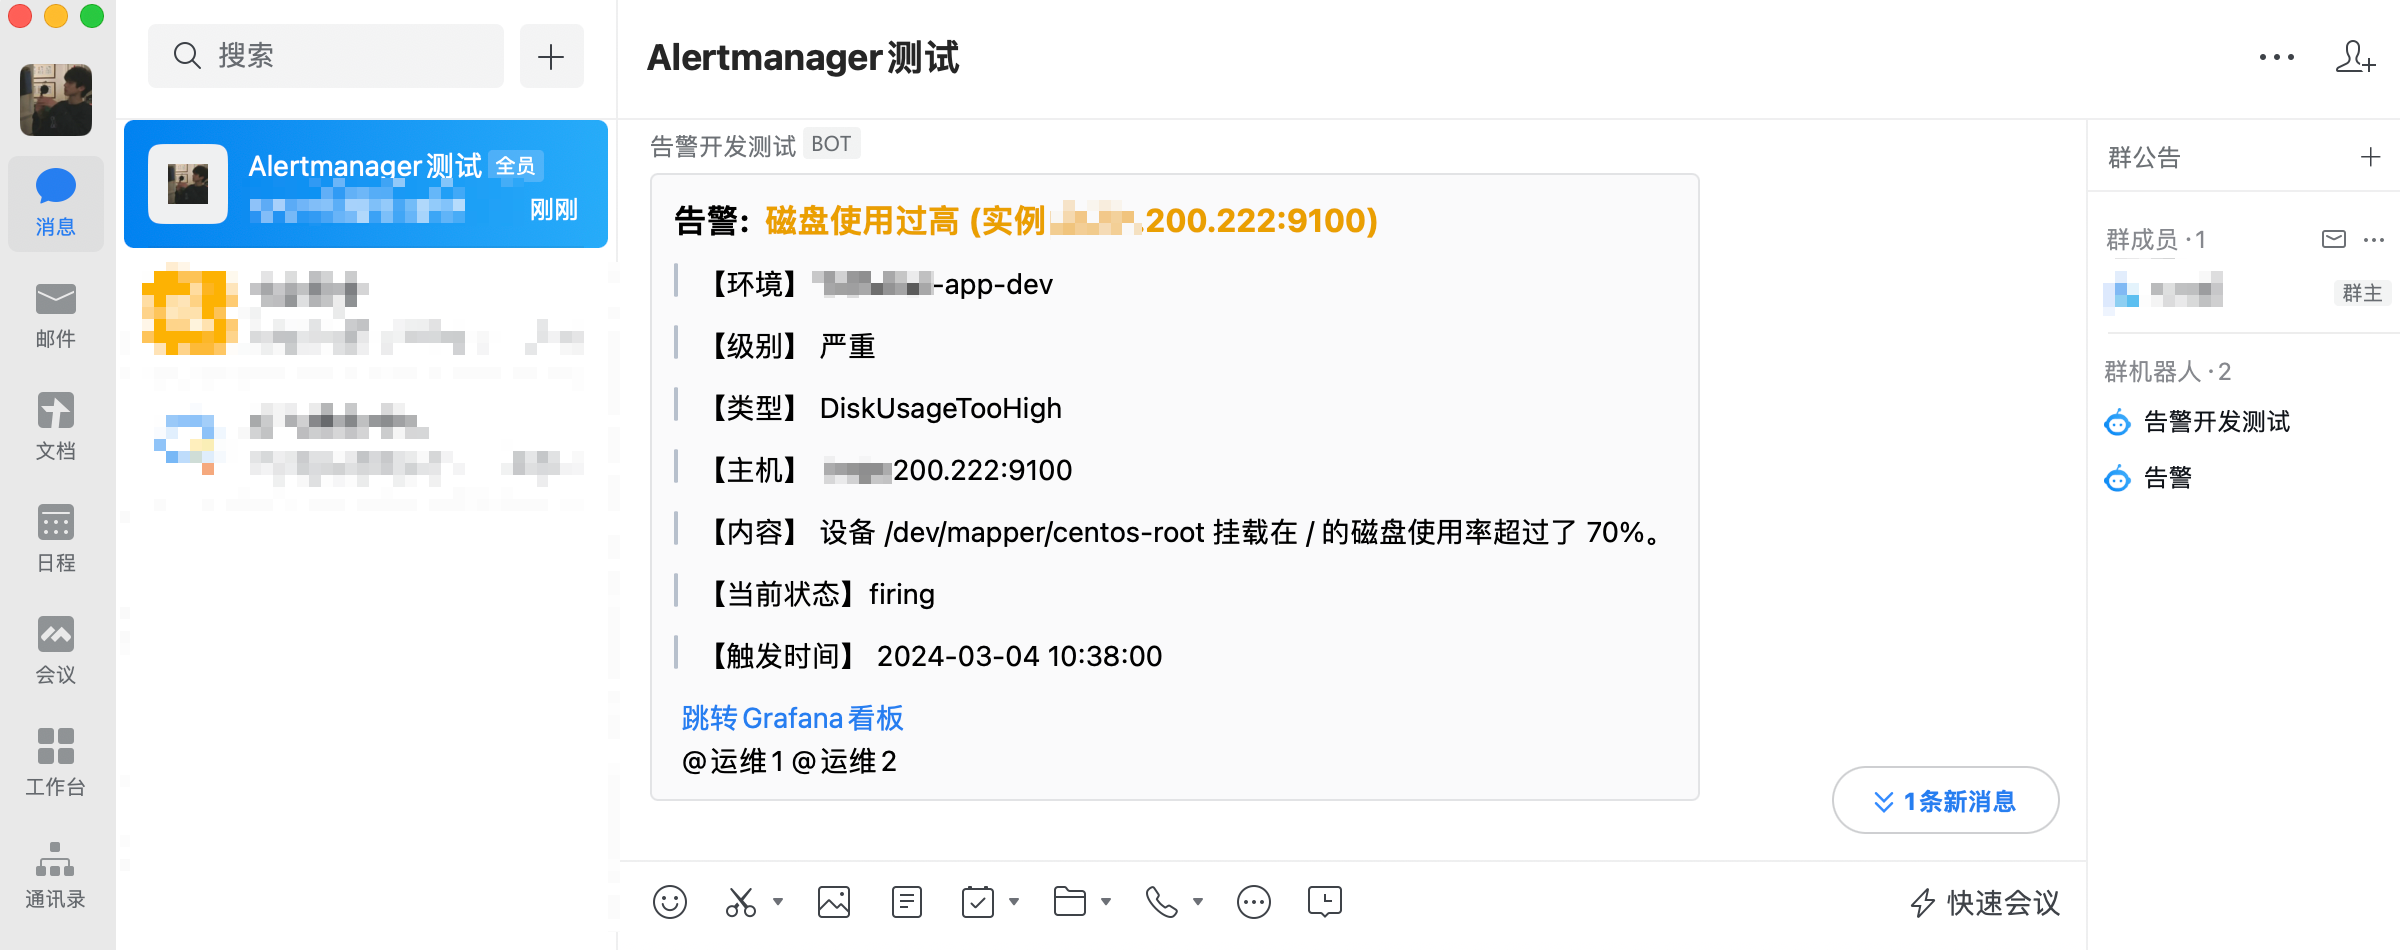 搜索
消息
邮件
文档
日程
会议
工作台
通讯录
Alertmanager测试 全员
刚刚
Alertmanager测试
告警开发测试 BOT
告警: 磁盘使用过高 (实例 .200.222:9100)
【环境】 -app-dev
【级别】 严重
【类型】 DiskUsageTooHigh
【主机】 200.222:9100
【内容】 设备 /dev/mapper/centos-root 挂载在 / 的磁盘使用率超过了 70%。
【当前状态】firing
【触发时间】 2024-03-04 10:38:00
跳转Grafana看板
@运维1 @运维2
1条新消息
快速会议
群公告
群成员 · 1
群主
群机器人 · 2
告警开发测试
告警